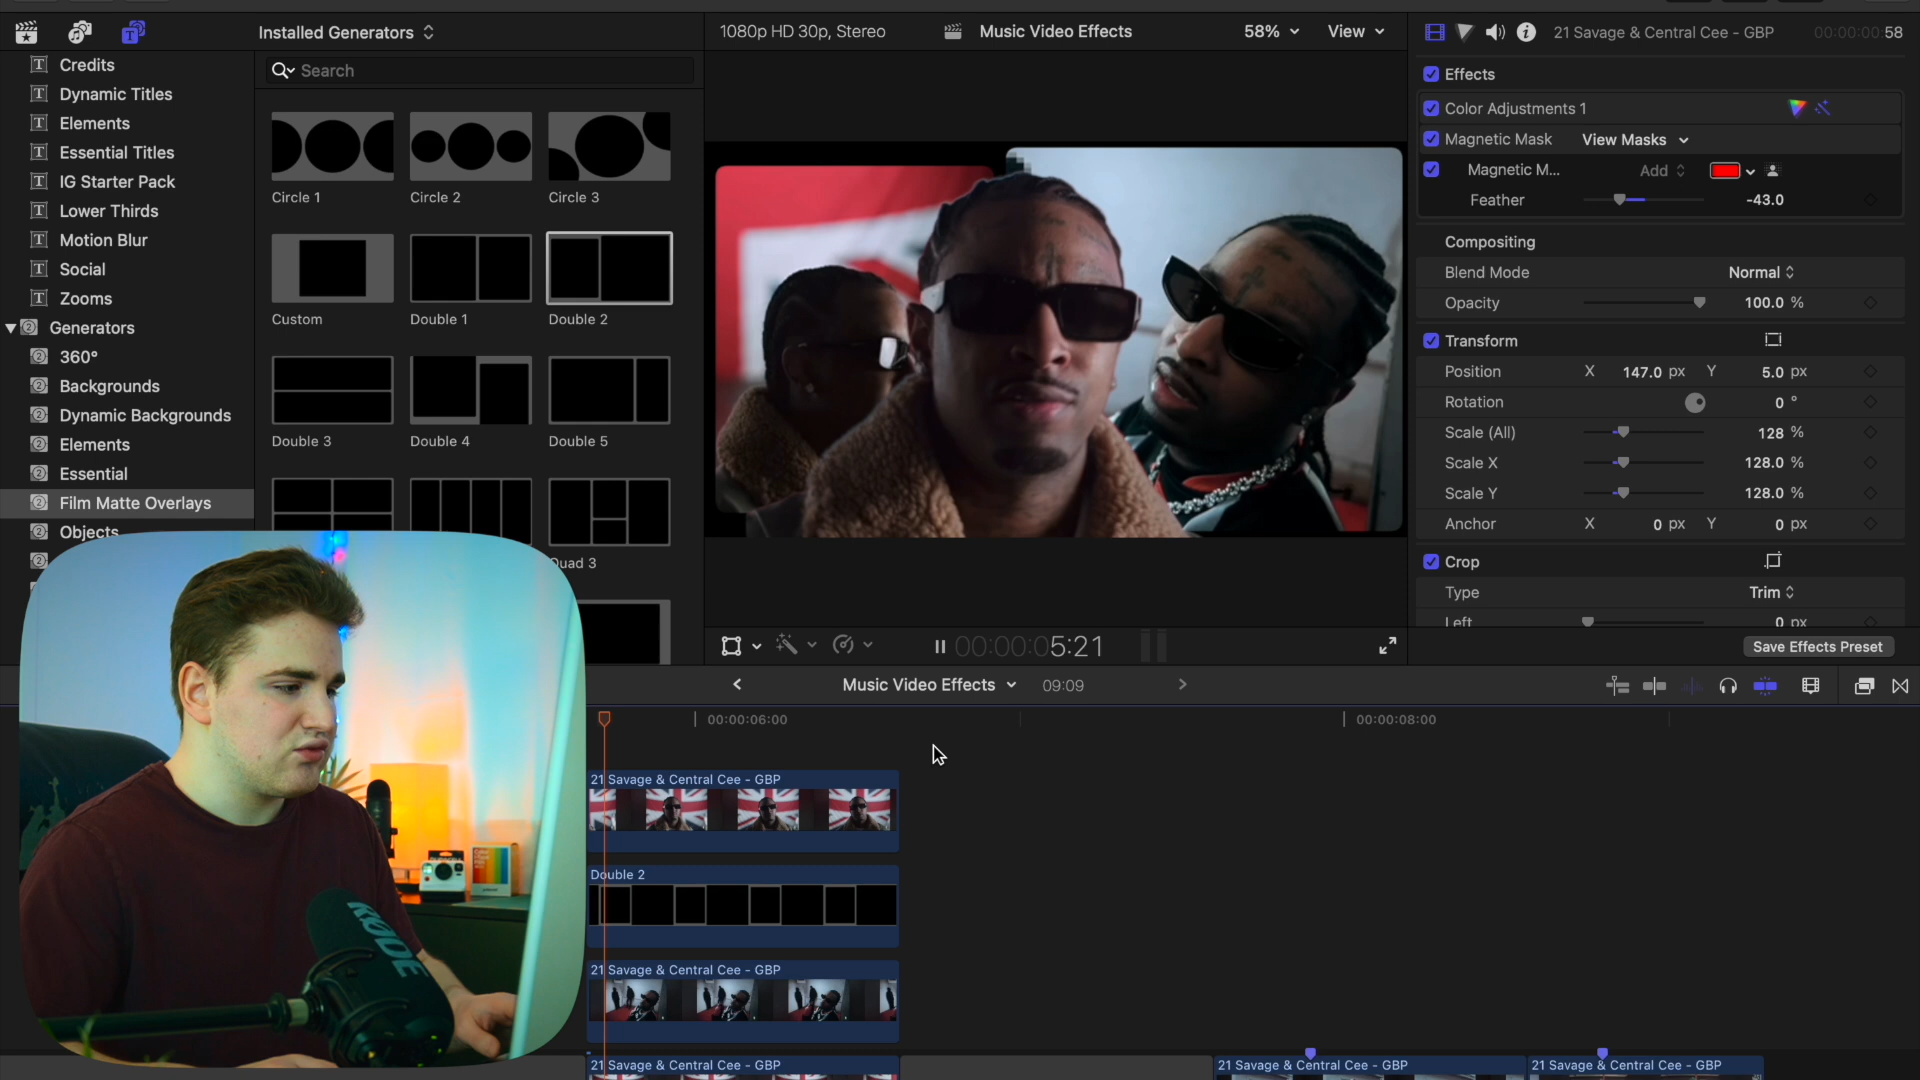 Installed Generators
1080p HD 30p, Stereo
Music Video Effects
58%
View
21 Savage & Central Cee - GBP
00:00:00:58
Credits
Dynamic Titles
Elements
Essential Titles
IG Starter Pack
Lower Thirds
Motion Blur
Social
Zooms
Generators
360°
Backgrounds
Dynamic Backgrounds
Elements
Essential
Film Matte Overlays
Objects
Search
Circle 1
Circle 2
Circle 3
Custom
Double 1
Double 2
Double 3
Double 4
Double 5
Quad 3
Effects
Color Adjustments 1
Magnetic Mask
View Masks
Magnetic M...
Add
Feather
-43.0
Compositing
Blend Mode
Normal
Opacity
100.0 %
Transform
Position X 147.0 px Y 5.0 px
Rotation 0 °
Scale (All) 128 %
Scale X 128.0 %
Scale Y 128.0 %
Anchor X 0 px Y 0 px
Crop
Type Trim
Left 0 px
Save Effects Preset
00:00:05:21
Music Video Effects
09:09
00:00:06:00
00:00:08:00
21 Savage & Central Cee - GBP
Double 2
21 Savage & Central Cee - GBP
21 Savage & Central Cee - GBP
21 Savage & Central Cee - GBP
21 Savage & Central Cee - GBP
RØDE